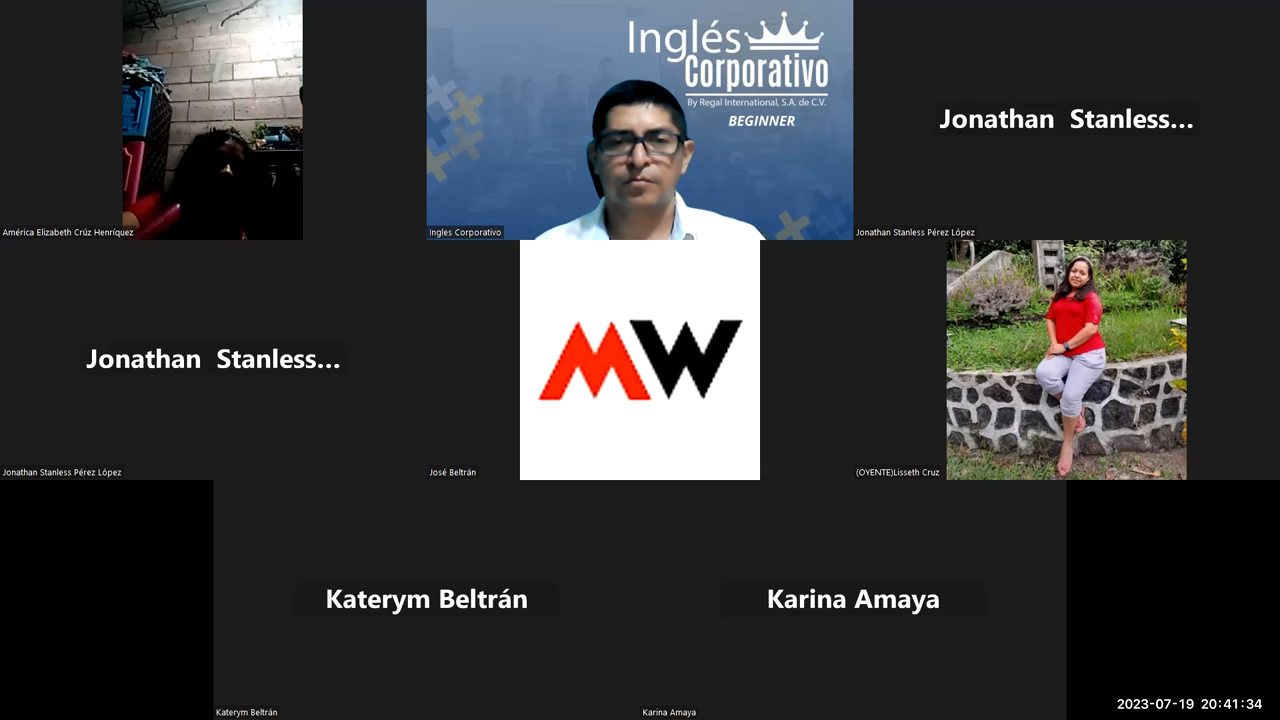 Inglés
Corporativo
By Regal International, S.A. de C.V.
BEGINNER
Jonathan Stanless...
América Elizabeth Crúz Henríquez
Ingles Corporativo
Jonathan Stanless Pérez López
Jonathan Stanless...
MW
Jonathan Stanless Pérez López
José Beltrán
(OYENTE)Lisseth Cruz
Katerym Beltrán
Karina Amaya
Katerym Beltrán
Karina Amaya
2023-07-19 20:41:34